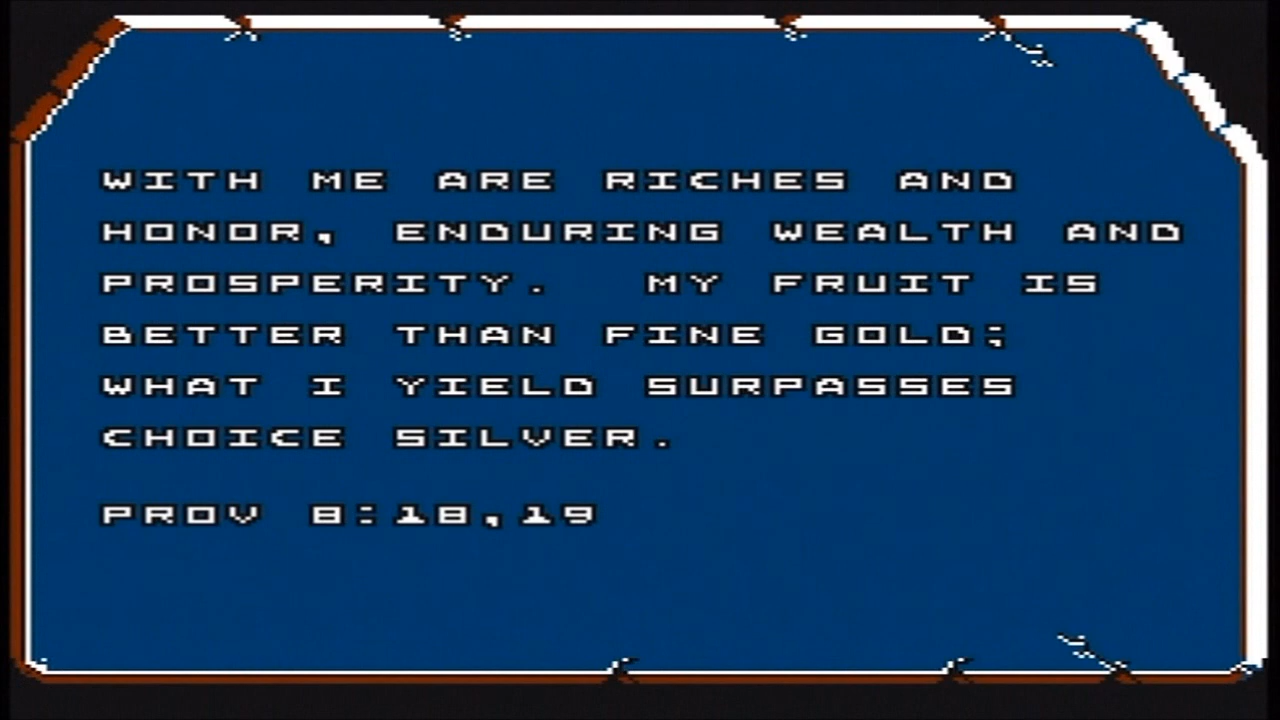 WITH ME ARE RICHES AND
HONOR, ENDURING WEALTH AND
PROSPERITY. MY FRUIT IS
BETTER THAN FINE GOLD;
WHAT I YIELD SURPASSES
CHOICE SILVER.
PROV 8:18,19